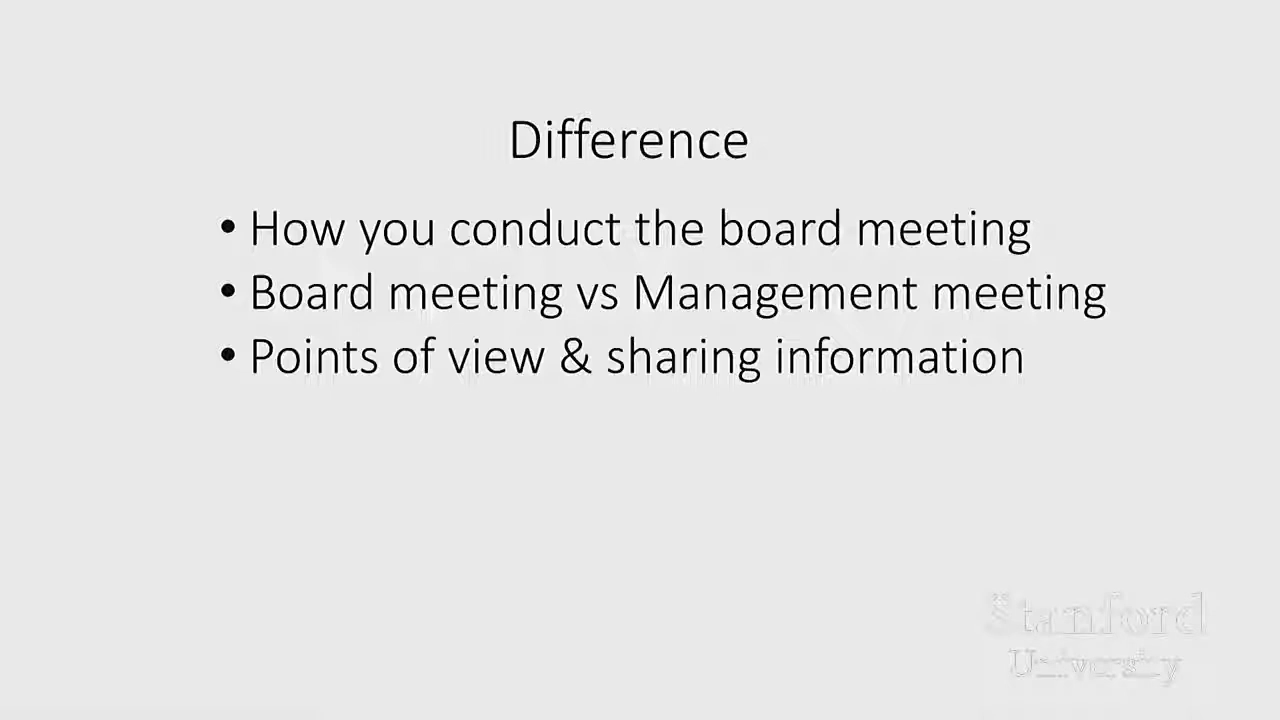 Difference
• How you conduct the board meeting
• Board meeting vs Management meeting
• Points of view & sharing information
Stanford
University